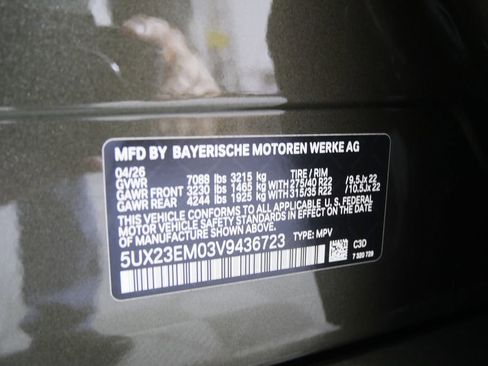 MFD BY BAYERISCHE MOTOREN WERKE AG
04/26
GVWR 7088 lbs 3215 kg TIRE / RIM
GAWR FRONT 3230 lbs 1465 kg WITH 275/40 R22 /9.5Jx 22
GAWR REAR 4244 lbs 1925 kg WITH 315/35 R22 /10.5Jx 22
THIS VEHICLE CONFORMS TO ALL APPLICABLE U.S. FEDERAL
MOTOR VEHICLE SAFETY STANDARDS IN EFFECT ON THE DATE OF
MANUFACTURE SHOWN ABOVE.
5UX23EM03V9436723 TYPE: MPV C3D
7 320 729